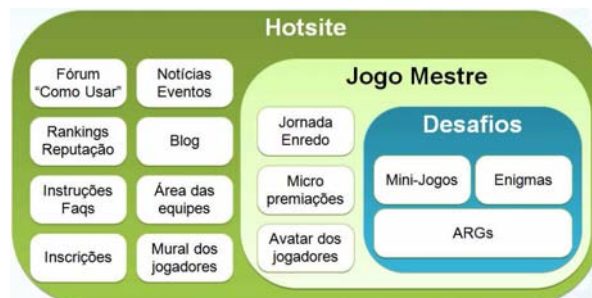 Hotsite
Fórum
"Como Usar"
Notícias
Eventos
Rankings
Reputação
Blog
Instruções
Faqs
Área das
equipes
Inscrições
Mural dos
jogadores
Jogo Mestre
Jornada
Enredo
Micro
premiações
Avatar dos
jogadores
Desafios
Mini-Jogos
Enigmas
ARGs